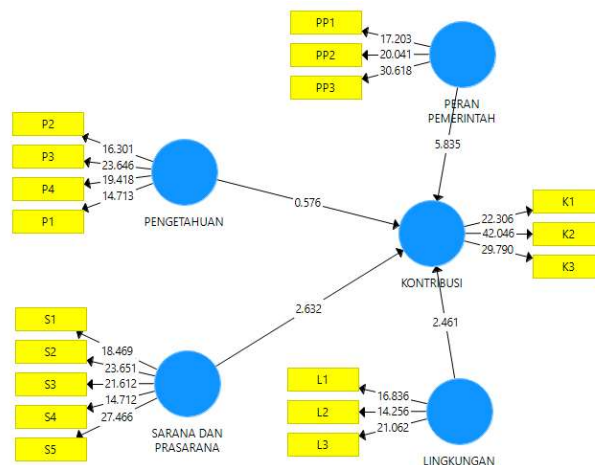 PP1
17.203
PP2
20.041
PP3
30.618
PERAN
PEMERINTAH
5.835
P2
16.301
P3
23.646
P4
19.418
P1
14.713
PENGETAHUAN
0.576
K1
22.306
K2
42.046
K3
29.790
KONTRIBUSI
2.632
2.461
S1
18.469
S2
23.651
S3
21.612
S4
14.712
S5
27.466
SARANA DAN
PRASARANA
L1
16.836
L2
14.256
L3
21.062
LINGKUNGAN